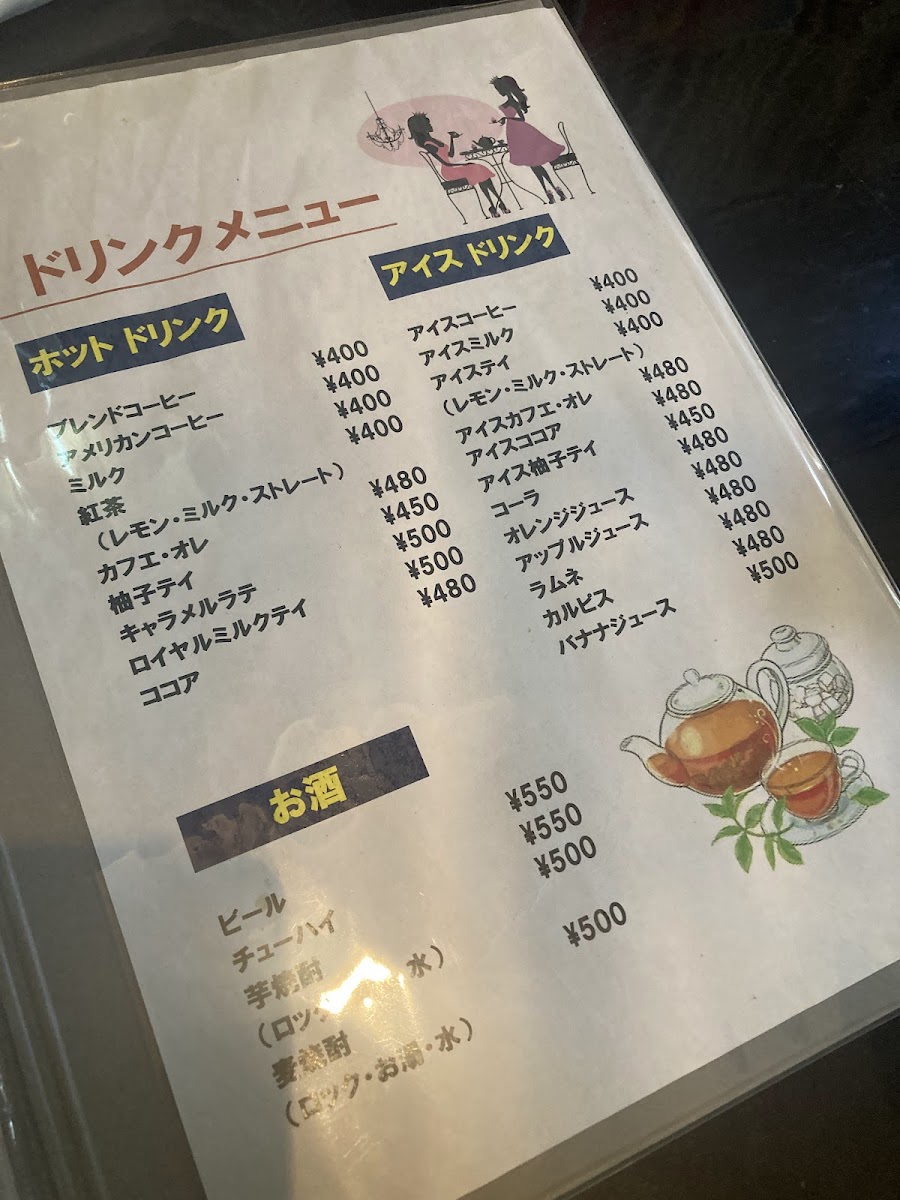 ドリンクメニュー
ホット ドリンク
ブレンドコーヒー ¥400
アメリカンコーヒー ¥400
ミルク ¥400
紅茶 ¥400
（レモン・ミルク・ストレート）
カフェ・オレ ¥480
柚子テイ ¥450
キャラメルラテ ¥500
ロイヤルミルクテイ ¥500
ココア ¥480
アイス ドリンク
アイスコーヒー ¥400
アイスミルク ¥400
アイステイ ¥400
（レモン・ミルク・ストレート）
アイスカフェ・オレ ¥480
アイスココア ¥480
アイス柚子テイ ¥450
コーラ ¥480
オレンジジュース ¥480
アップルジュース ¥480
ラムネ ¥480
カルピス ¥480
バナナジュース ¥500
お酒
ビール ¥550
チューハイ ¥550
芋焼酎 ¥500
（ロック 水）
麦焼酎 ¥500
（ロック・お湯・水）